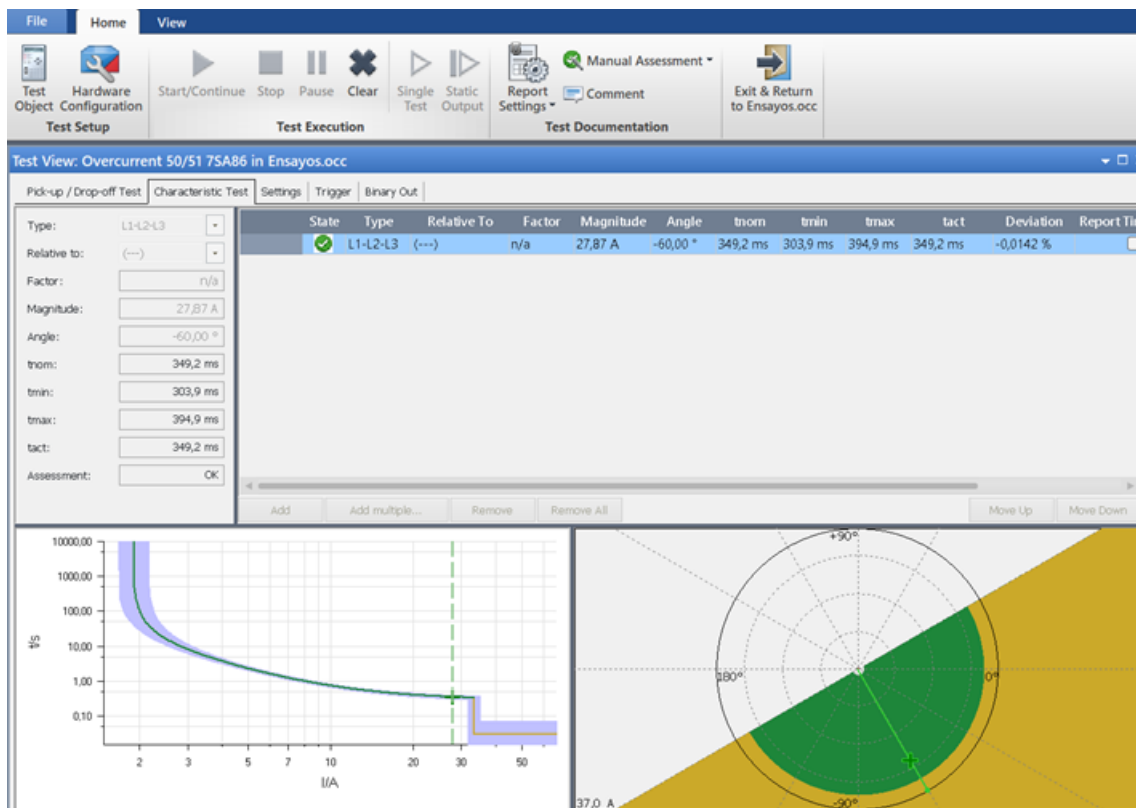 File Home View
Test Object Hardware Configuration Start/Continue Stop Pause Clear Single Test Static Output Report Settings Manual Assessment Comment Exit & Return to Ensayos.occ
Test Setup Test Execution Test Documentation
Test View: Overcurrent 50/51 7SA86 in Ensayos.occ
Pick-up / Drop-off Test Characteristic Test Settings Trigger Binary Out
Type: L1-L2-L3
Relative to: (---)
Factor: n/a
Magnitude: 27,87 A
Angle: -60,00 °
tnom: 349,2 ms
tmin: 303,9 ms
tmax: 394,9 ms
tact: 349,2 ms
Assessment: OK
State Type Relative To Factor Magnitude Angle tnom tmin tmax tact Deviation Report
L1-L2-L3 (---) n/a 27,87 A -60,00 ° 349,2 ms 303,9 ms 394,9 ms 349,2 ms -0,0142 %
Add Add multiple... Remove Remove All Move Up Move Down
10000,00
1000,00
100,00
10,00
1,00
0,10
t/s
2 3 5 7 10 20 30 50
I/A
+90°
180°
0°
-90°
37,0 A